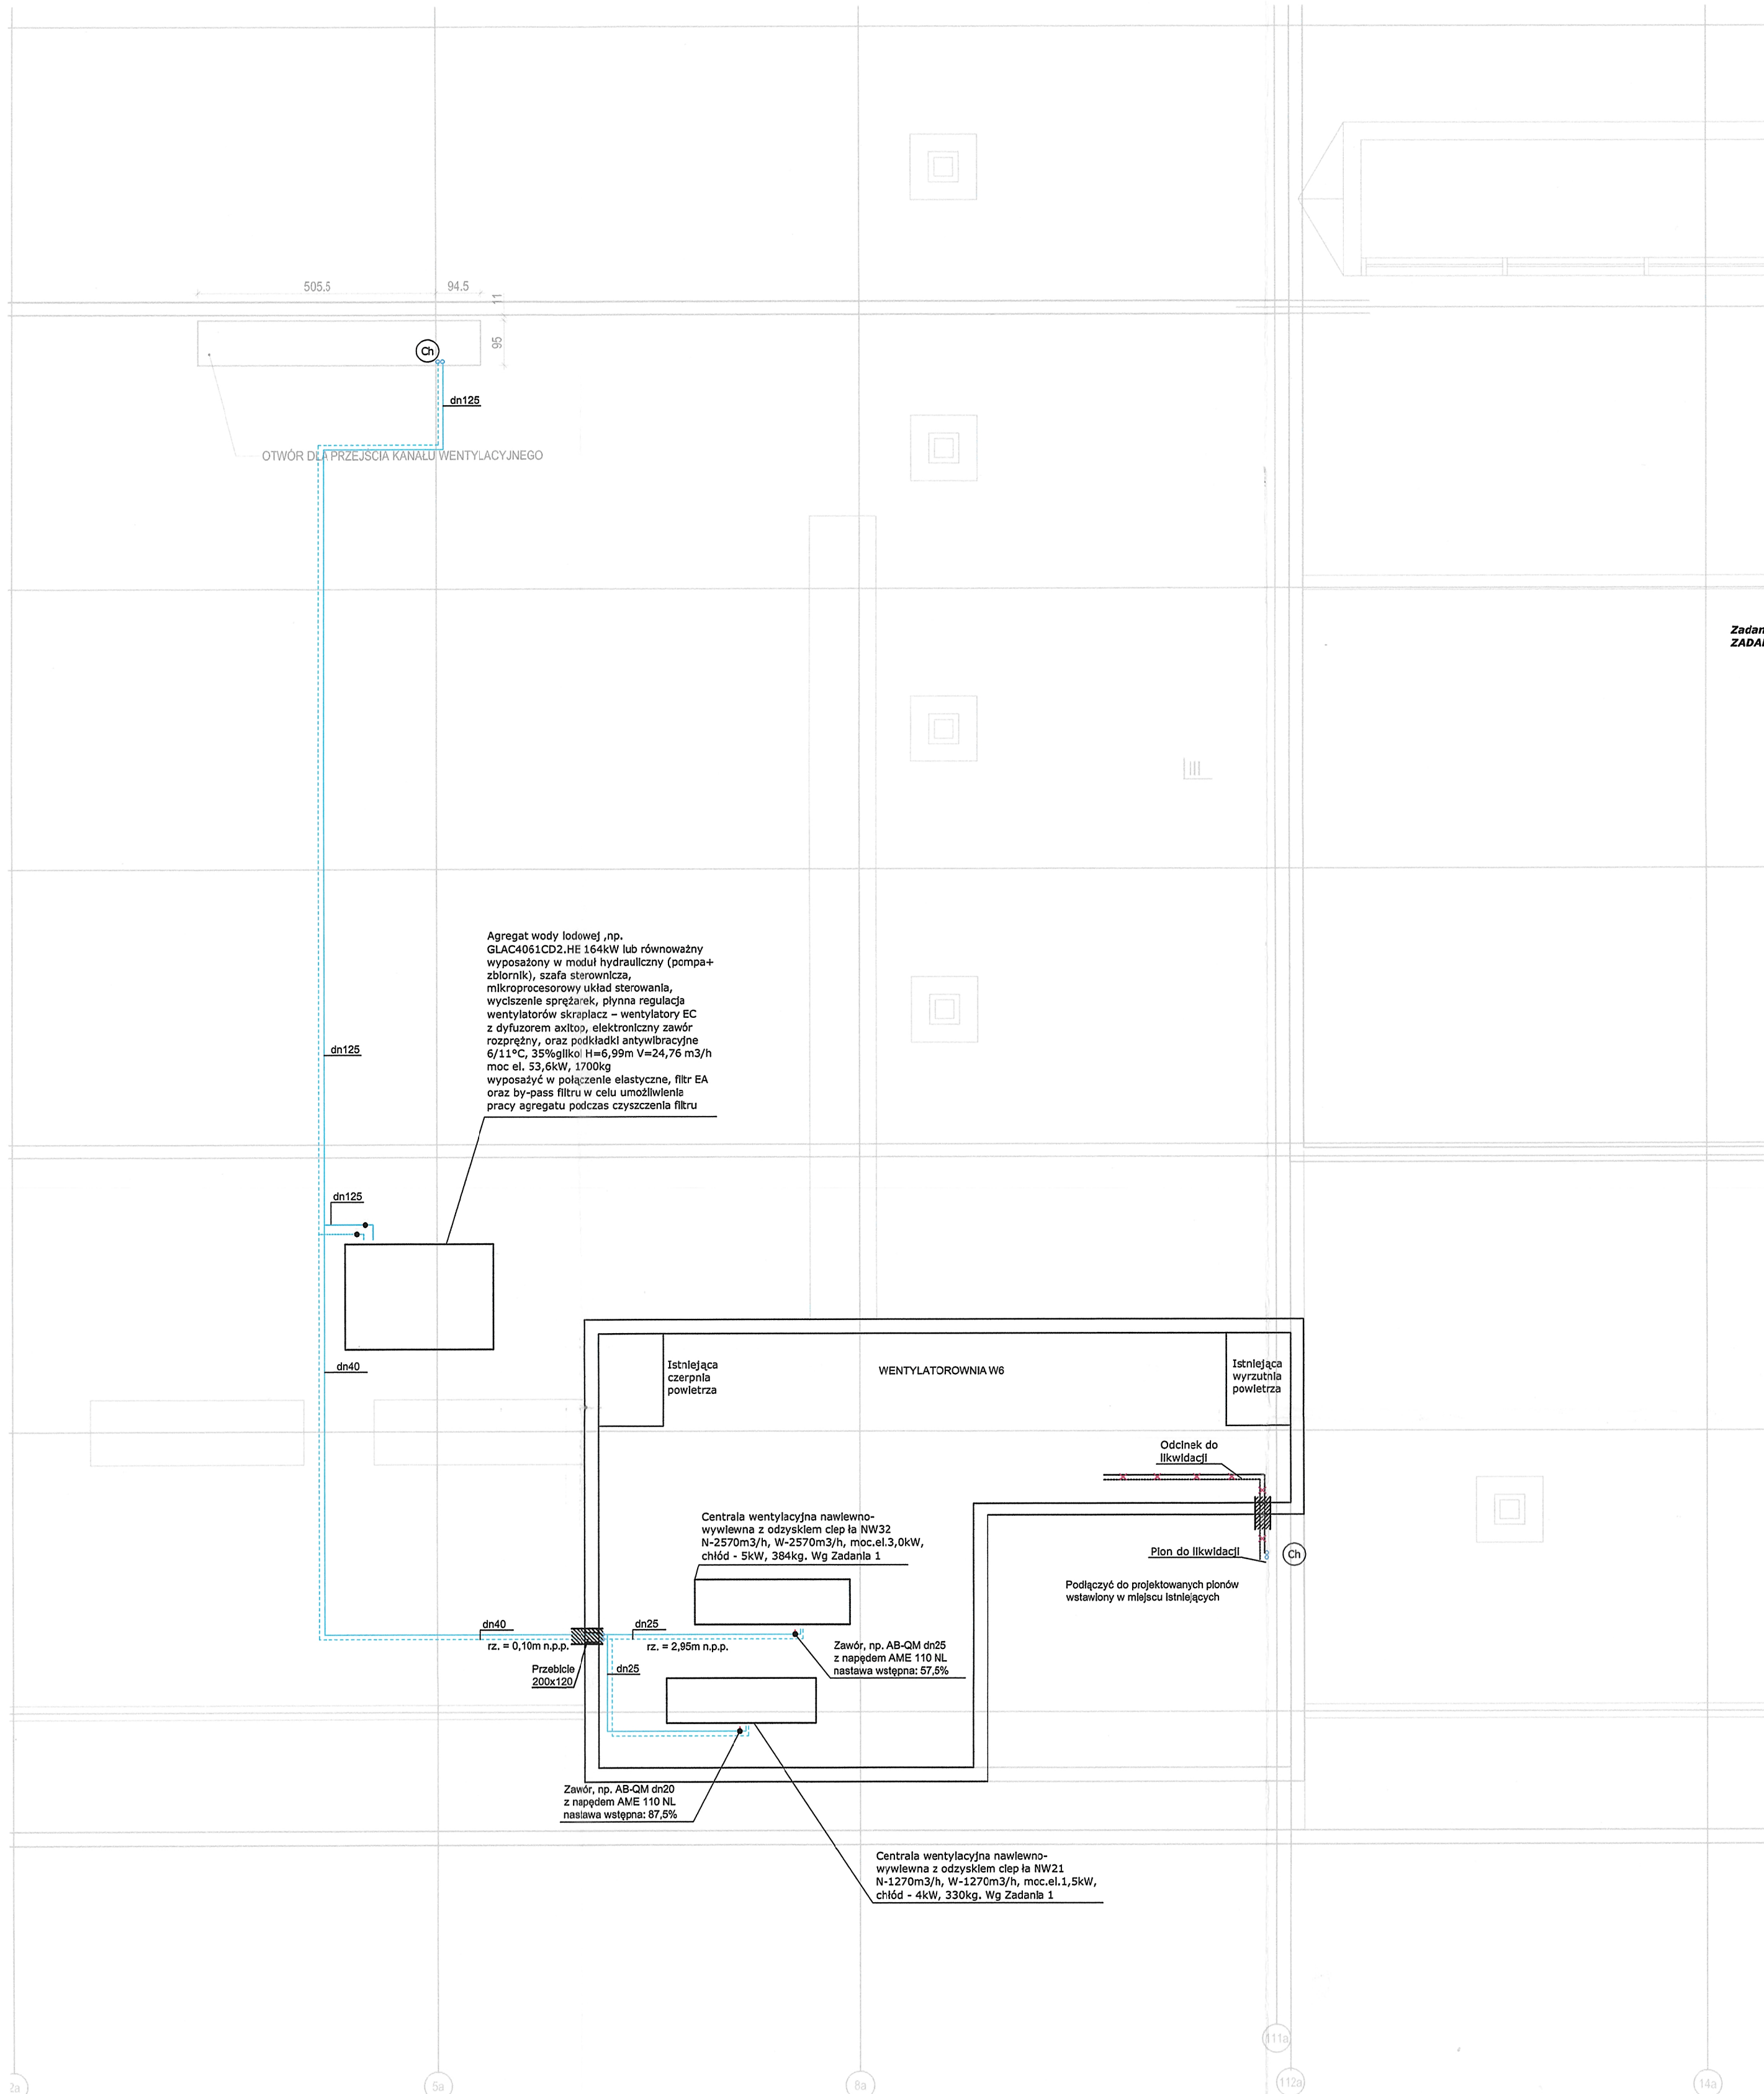 505.5
94.5
11
95
Ch
dn125
OTWÓR DLA PRZEJŚCIA KANAŁU WENTYLACYJNEGO
Zadan
ZADA
III
Agregat wody lodowej ,np.
GLAC4061CD2.HE 164kW lub równoważny
wyposażony w moduł hydrauliczny (pompa+
zbiornik), szafa sterownicza,
mikroprocesorowy układ sterowania,
wyciszenie sprężarek, płynna regulacja
wentylatorów skraplacz – wentylatory EC
z dyfuzorem axitop, elektroniczny zawór
rozprężny, oraz podkładki antywibracyjne
6/11°C, 35%glikol H=6,99m V=24,76 m3/h
moc el. 53,6kW, 1700kg
wyposażyć w połączenie elastyczne, filtr EA
oraz by-pass filtru w celu umożliwienia
pracy agregatu podczas czyszczenia filtru
dn125
dn125
dn40
Istniejąca
czerpnia
powietrza
WENTYLATOROWNIA W6
Istniejąca
wyrzutnia
powietrza
Odcinek do
likwidacji
Centrala wentylacyjna nawiewno-
wywiewna z odzyskiem ciep ła NW32
N-2570m3/h, W-2570m3/h, moc.el.3,0kW,
chłód - 5kW, 384kg. Wg Zadania 1
Pion do likwidacji
Ch
Podłączyć do projektowanych pionów
wstawiony w miejscu istniejących
dn40
rz. = 0,10m n.p.p.
dn25
rz. = 2,95m n.p.p.
Przebicie
200x120
dn25
Zawór, np. AB-QM dn25
z napędem AME 110 NL
nastawa wstępna: 57,5%
Zawór, np. AB-QM dn20
z napędem AME 110 NL
nastawa wstępna: 87,5%
Centrala wentylacyjna nawiewno-
wywiewna z odzyskiem ciep ła NW21
N-1270m3/h, W-1270m3/h, moc.el.1,5kW,
chłód - 4kW, 330kg. Wg Zadania 1
111a
2a
5a
8a
112a
14a